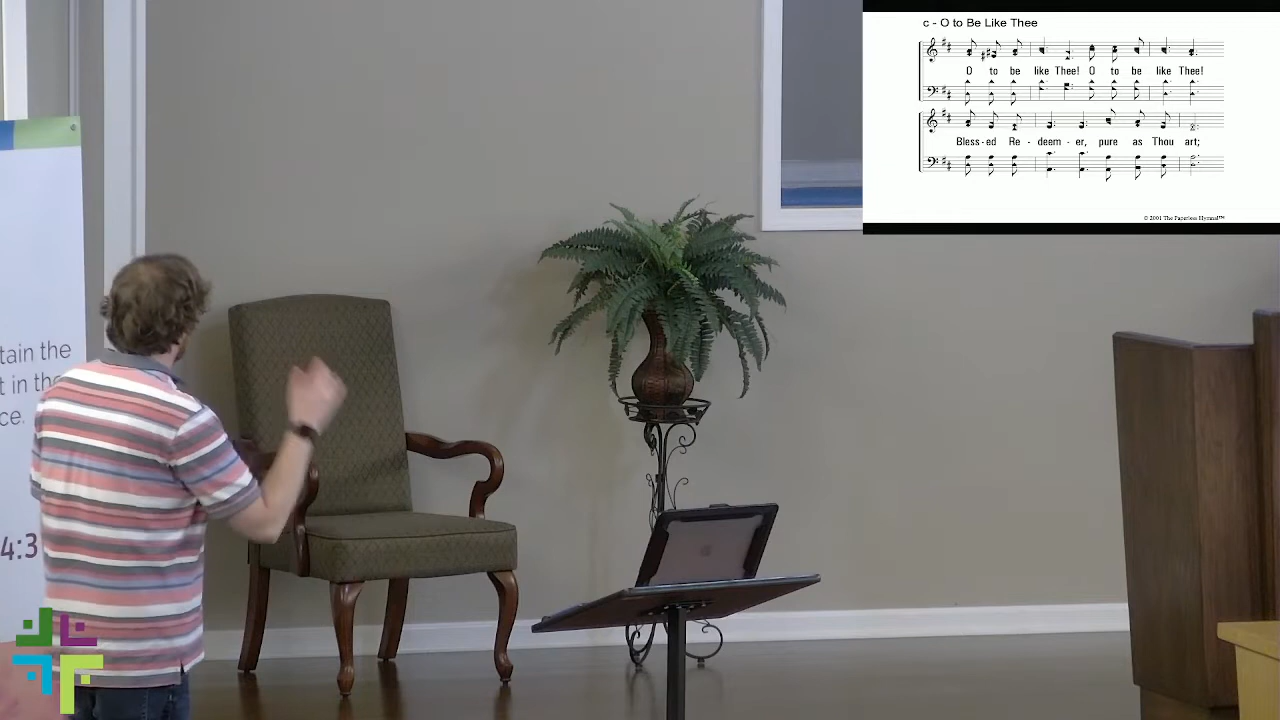 c - O to Be Like Thee
O to be like Thee! O to be like Thee!
Bless-ed Re - deem - er, pure as Thou art;
© 2001 The Paperless Hymnal™
tain the
t in the
ce.
4:3